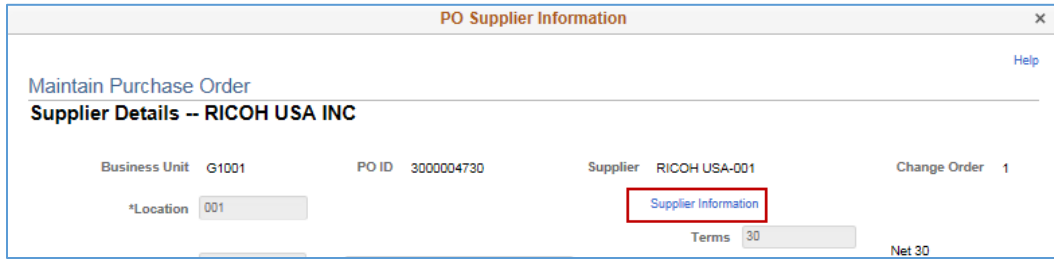 PO Supplier Information ×
Help
Maintain Purchase Order
Supplier Details -- RICOH USA INC
Business Unit G1001 PO ID 3000004730 Supplier RICOH USA-001 Change Order 1
*Location 001 Supplier Information
Terms 30 Net 30